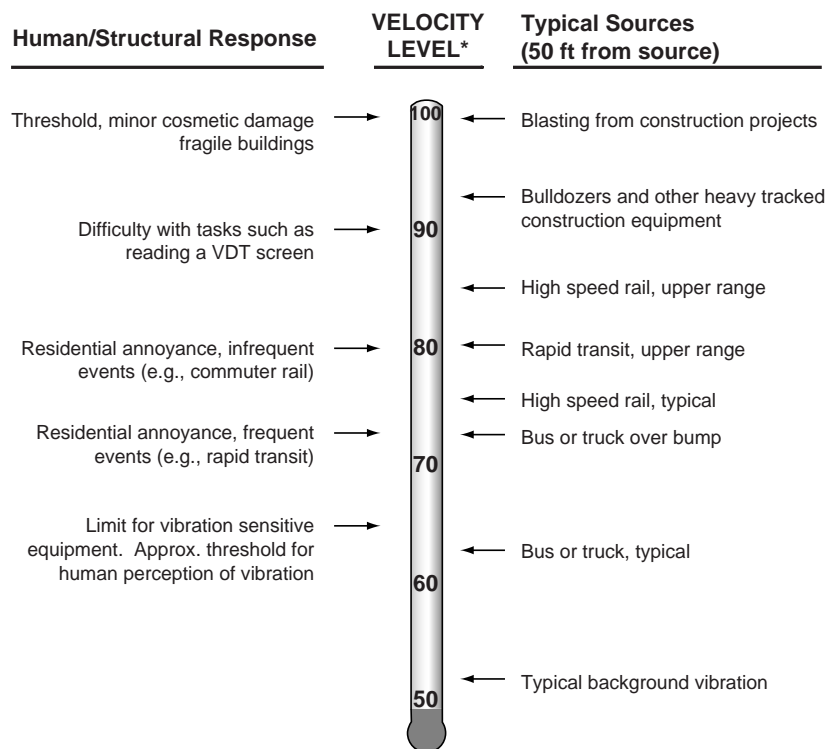 Human/Structural Response
VELOCITY
LEVEL*
Typical Sources
(50 ft from source)
Threshold, minor cosmetic damage
fragile buildings
Difficulty with tasks such as
reading a VDT screen
Residential annoyance, infrequent
events (e.g., commuter rail)
Residential annoyance, frequent
events (e.g., rapid transit)
Limit for vibration sensitive
equipment.  Approx. threshold for
human perception of vibration
100
90
80
70
60
50
Blasting from construction projects
Bulldozers and other heavy tracked
construction equipment
High speed rail, upper range
Rapid transit, upper range
High speed rail, typical
Bus or truck over bump
Bus or truck, typical
Typical background vibration